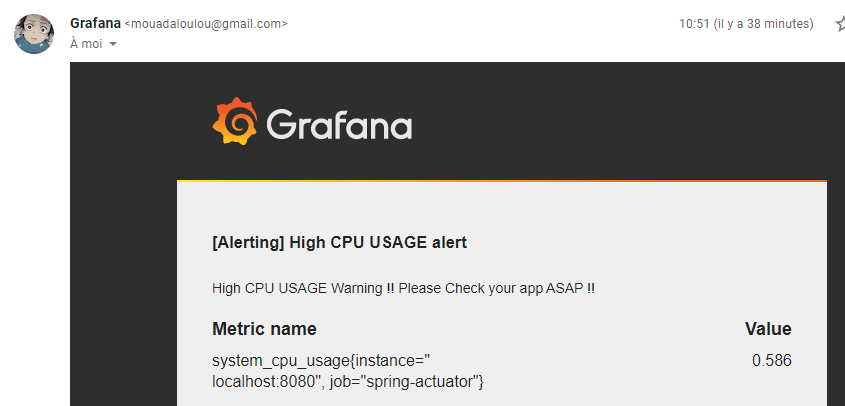 Grafana <mouadaloulou@gmail.com> 10:51 (il y a 38 minutes)
À moi
Grafana
[Alerting] High CPU USAGE alert
High CPU USAGE Warning !! Please Check your app ASAP !!
Metric name Value
system_cpu_usage{instance=" 0.586
localhost:8080", job="spring-actuator"}